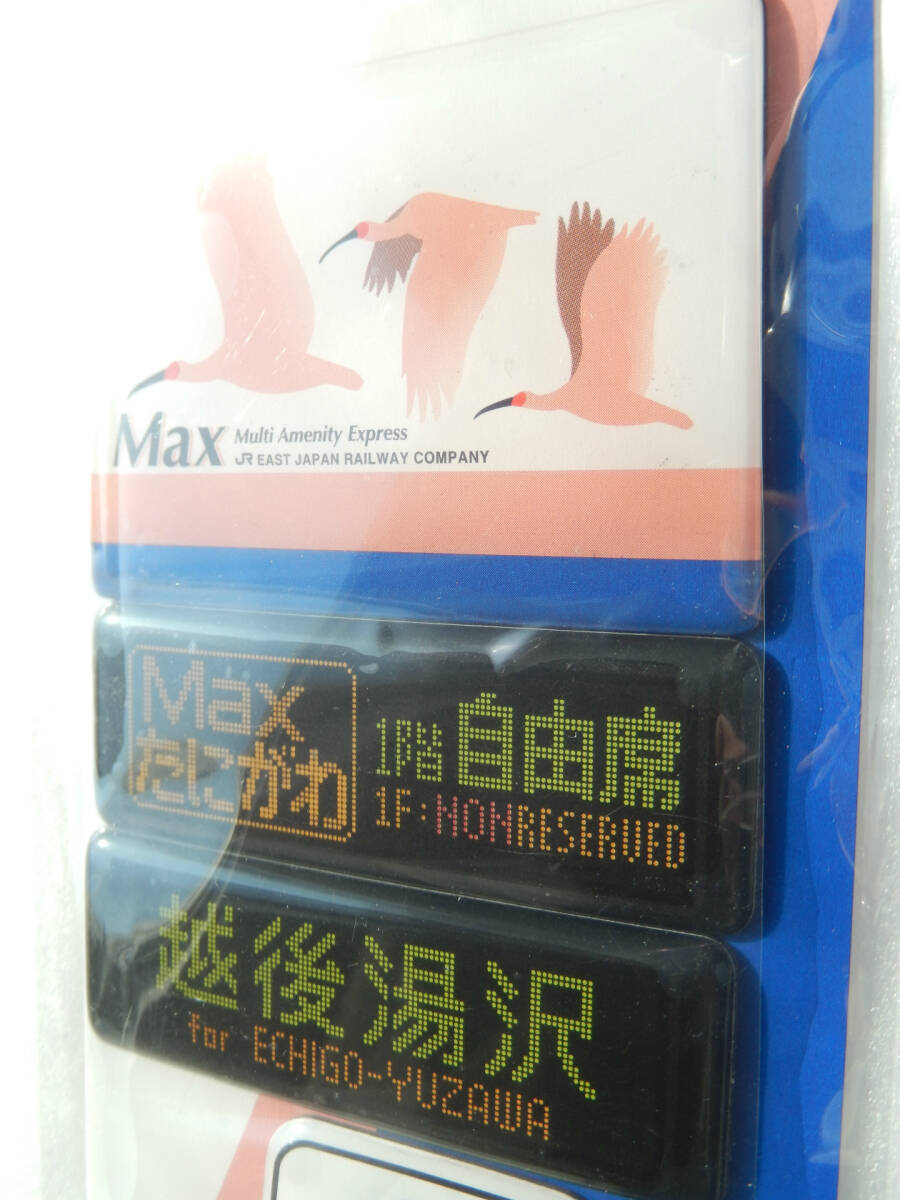 Max Multi Amenity Express
JR EAST JAPAN RAILWAY COMPANY
Max
たにがわ
1階自由席
1F:NONRESERVED
越後湯沢
for ECHIGO-YUZAWA